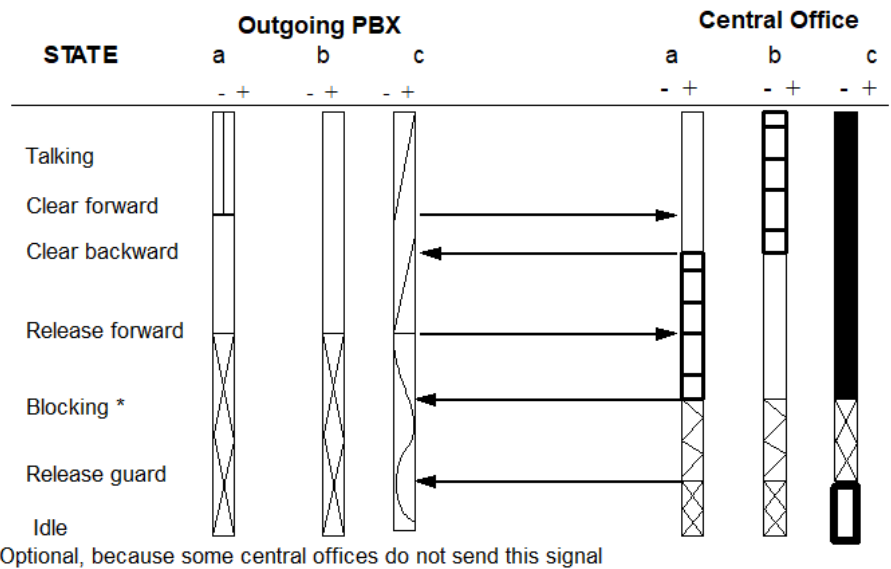 Outgoing PBX Central Office
STATE a b c a b c
- + - + - + - + - + - +
Talking
Clear forward
Clear backward
Release forward
Blocking *
Release guard
Idle
Optional, because some central offices do not send this signal